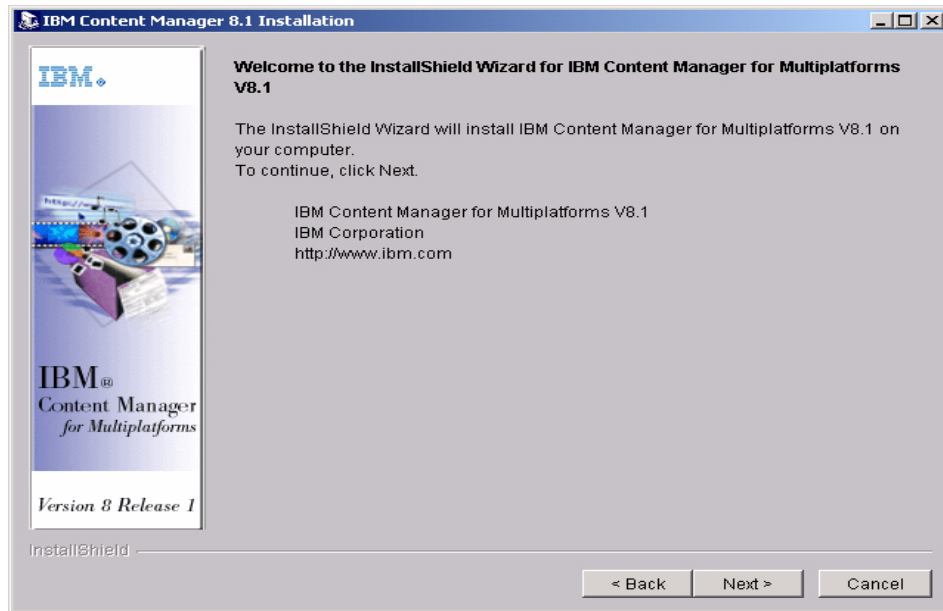 IBM Content Manager 8.1 Installation
IBM
Welcome to the InstallShield Wizard for IBM Content Manager for Multiplatforms
V8.1
The InstallShield Wizard will install IBM Content Manager for Multiplatforms V8.1 on
your computer.
To continue, click Next.
IBM Content Manager for Multiplatforms V8.1
IBM Corporation
http://www.ibm.com
http://
IBM®
Content Manager
for Multiplatforms
Version 8 Release 1
InstallShield
< Back
Next >
Cancel